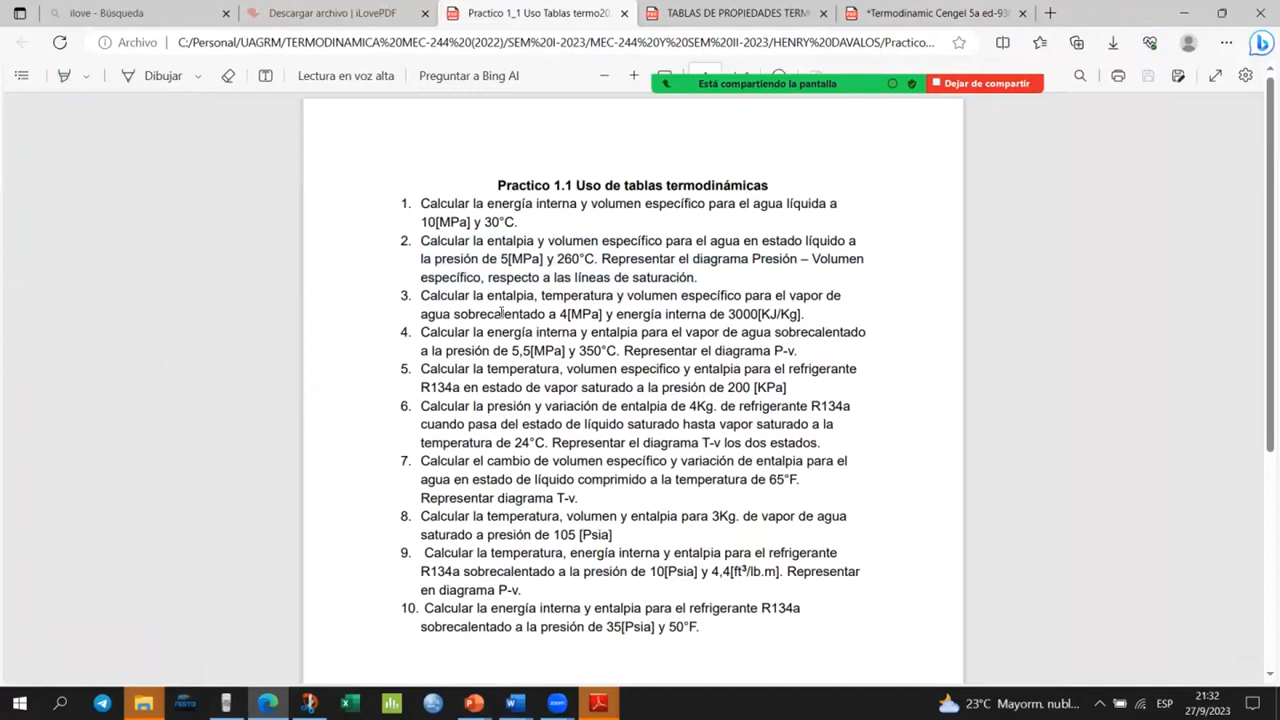 ilove - Búsqueda
Descargar archivo | iLovePDF
Practico 1_1 Uso Tablas termo20
TABLAS DE PROPIEDADES TERM
*Termodinamic Cengel 5a ed-93
Archivo
C:/Personal/UAGRM/TERMODINAMICA%20MEC-244%20(2022)/SEM%20I-2023/MEC-244%20Y%20SEM%20II-2023/HENRY%20DAVALOS/Practico...
Dibujar
Lectura en voz alta
Preguntar a Bing AI
Está compartiendo la pantalla
Dejar de compartir
Practico 1.1 Uso de tablas termodinámicas
1. Calcular la energía interna y volumen específico para el agua líquida a
10[MPa] y 30°C.
2. Calcular la entalpia y volumen específico para el agua en estado líquido a
la presión de 5[MPa] y 260°C. Representar el diagrama Presión – Volumen
específico, respecto a las líneas de saturación.
3. Calcular la entalpia, temperatura y volumen específico para el vapor de
agua sobrecalentado a 4[MPa] y energía interna de 3000[KJ/Kg].
4. Calcular la energía interna y entalpia para el vapor de agua sobrecalentado
a la presión de 5,5[MPa] y 350°C. Representar el diagrama P-v.
5. Calcular la temperatura, volumen especifico y entalpia para el refrigerante
R134a en estado de vapor saturado a la presión de 200 [KPa]
6. Calcular la presión y variación de entalpia de 4Kg. de refrigerante R134a
cuando pasa del estado de líquido saturado hasta vapor saturado a la
temperatura de 24°C. Representar el diagrama T-v los dos estados.
7. Calcular el cambio de volumen específico y variación de entalpia para el
agua en estado de líquido comprimido a la temperatura de 65°F.
Representar diagrama T-v.
8. Calcular la temperatura, volumen y entalpia para 3Kg. de vapor de agua
saturado a presión de 105 [Psia]
9. Calcular la temperatura, energía interna y entalpia para el refrigerante
R134a sobrecalentado a la presión de 10[Psia] y 4,4[ft³/lb.m]. Representar
en diagrama P-v.
10. Calcular la energía interna y entalpia para el refrigerante R134a
sobrecalentado a la presión de 35[Psia] y 50°F.
23°C Mayorm. nubl...
ESP
21:32
27/9/2023